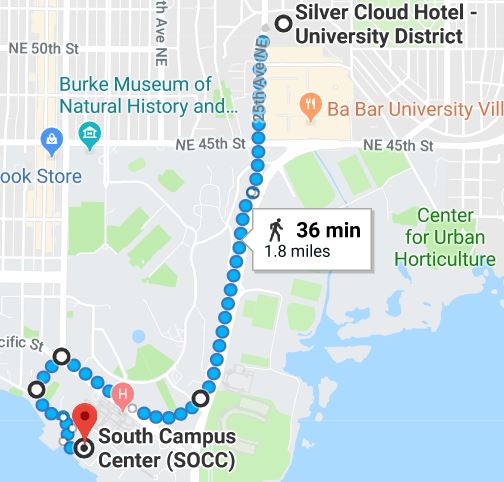 Silver Cloud Hotel -
University District
Ave NE
NE 50th St
25th Ave NE
Burke Museum of
Natural History and...
Ba Bar University Vill
NE 45th St
NE 45th St
ook Store
36 min
1.8 miles
Center
for Urban
Horticulture
cific St
H
South Campus
Center (SOCC)